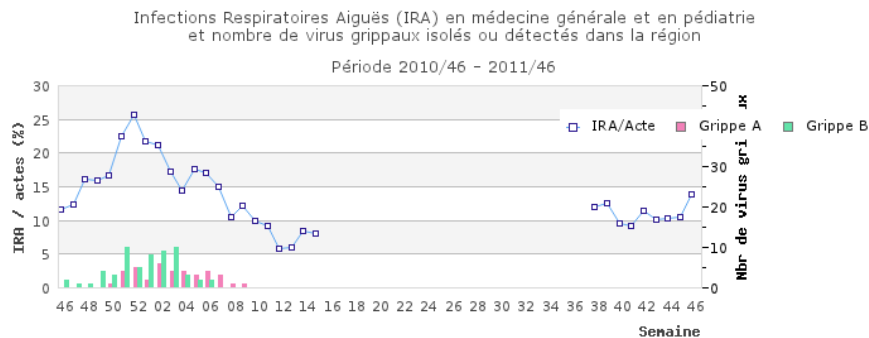 Infections Respiratoires Aiguës (IRA) en médecine générale et en pédiatrie
et nombre de virus grippaux isolés ou détectés dans la région
Période 2010/46 - 2011/46
30
25
20
15
10
5
0
IRA / actes (%)
50
30
20
10
0
Nbr de virus gri ux
IRA/Acte Grippe A Grippe B
46 48 50 52 02 04 06 08 10 12 14 16 18 20 22 24 26 28 30 32 34 36 38 40 42 44 46
Semaine